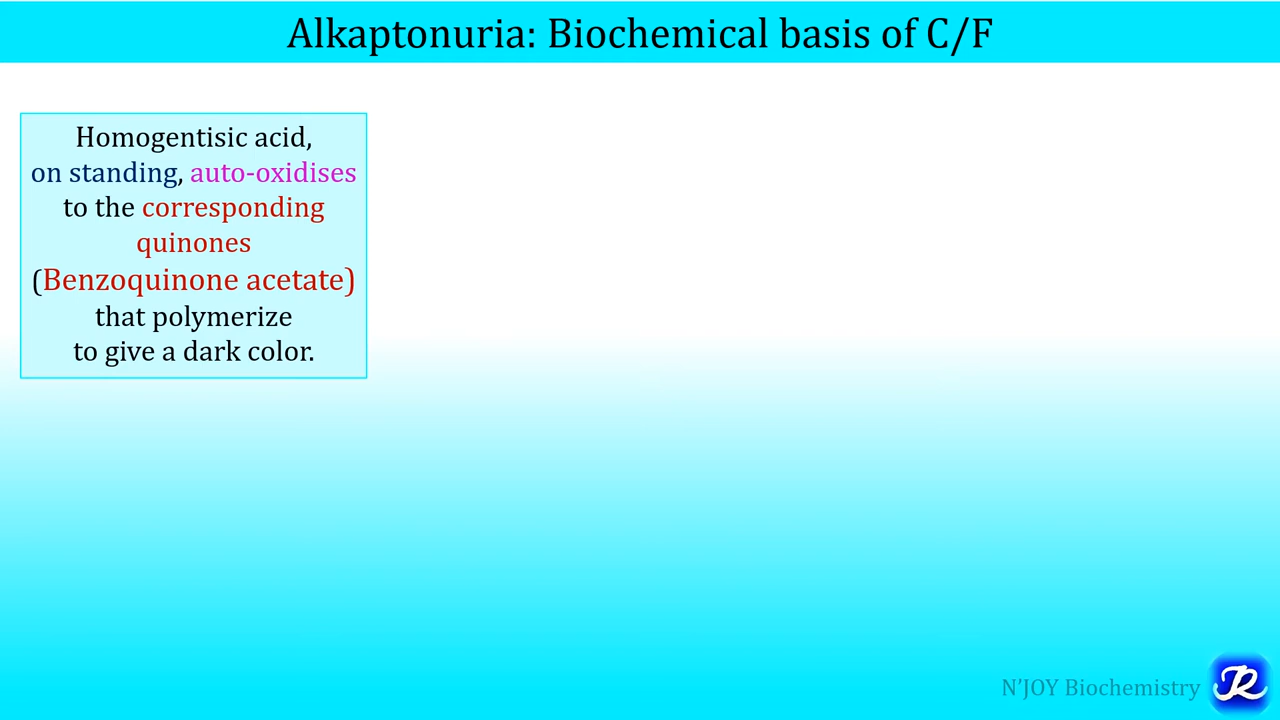 Alkaptonuria: Biochemical basis of C/F
Homogentisic acid,
on standing, auto-oxidises
to the corresponding
quinones
(Benzoquinone acetate)
that polymerize
to give a dark color.
N'JOY Biochemistry
JR